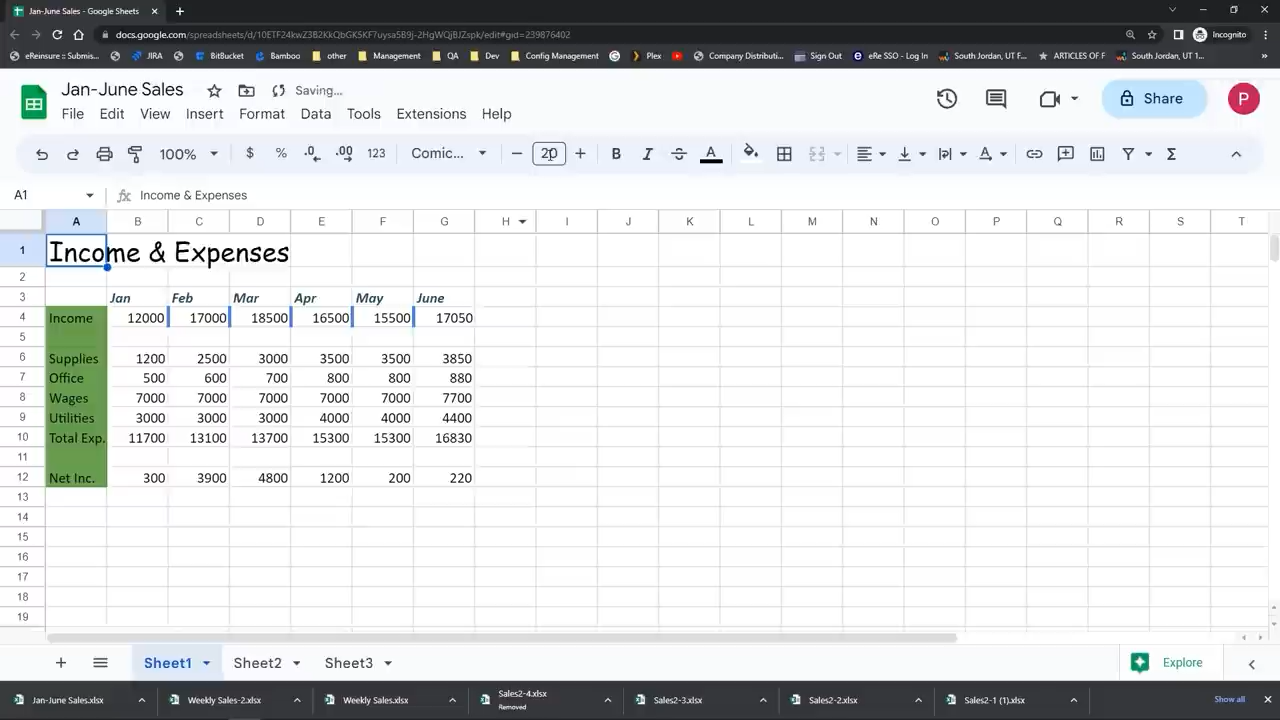 Jan-June Sales - Google Sheets
docs.google.com/spreadsheets/d/10ETF24kwZ3B2KkQbGK5KF7uysa5B9j-2HgWQjBJZspk/edit#gid=239876402
Incognito
eReinsure :: Submis... JIRA BitBucket Bamboo other Management QA Dev Config Management Plex Company Distributi... Sign Out eRe SSO - Log In South Jordan, UT F... ARTICLES OF F South Jordan, UT 1... »
Jan-June Sales Saving...
File Edit View Insert Format Data Tools Extensions Help
Share P
100% $ % .0 .00 123 Comic... 20 B I S A
A1 fx Income & Expenses
A B C D E F G H I J K L M N O P Q R S T
1 Income & Expenses
2
3 Jan Feb Mar Apr May June
4 Income 12000 17000 18500 16500 15500 17050
5
6 Supplies 1200 2500 3000 3500 3500 3850
7 Office 500 600 700 800 800 880
8 Wages 7000 7000 7000 7000 7000 7700
9 Utilities 3000 3000 3000 4000 4000 4400
10 Total Exp. 11700 13100 13700 15300 15300 16830
11
12 Net Inc. 300 3900 4800 1200 200 220
13
14
15
16
17
18
19
Sheet1 Sheet2 Sheet3 Explore
Jan-June Sales.xlsx Weekly Sales-2.xlsx Weekly Sales.xlsx Sales2-4.xlsx Sales2-3.xlsx Sales2-2.xlsx Sales2-1 (1).xlsx Show all
Removed